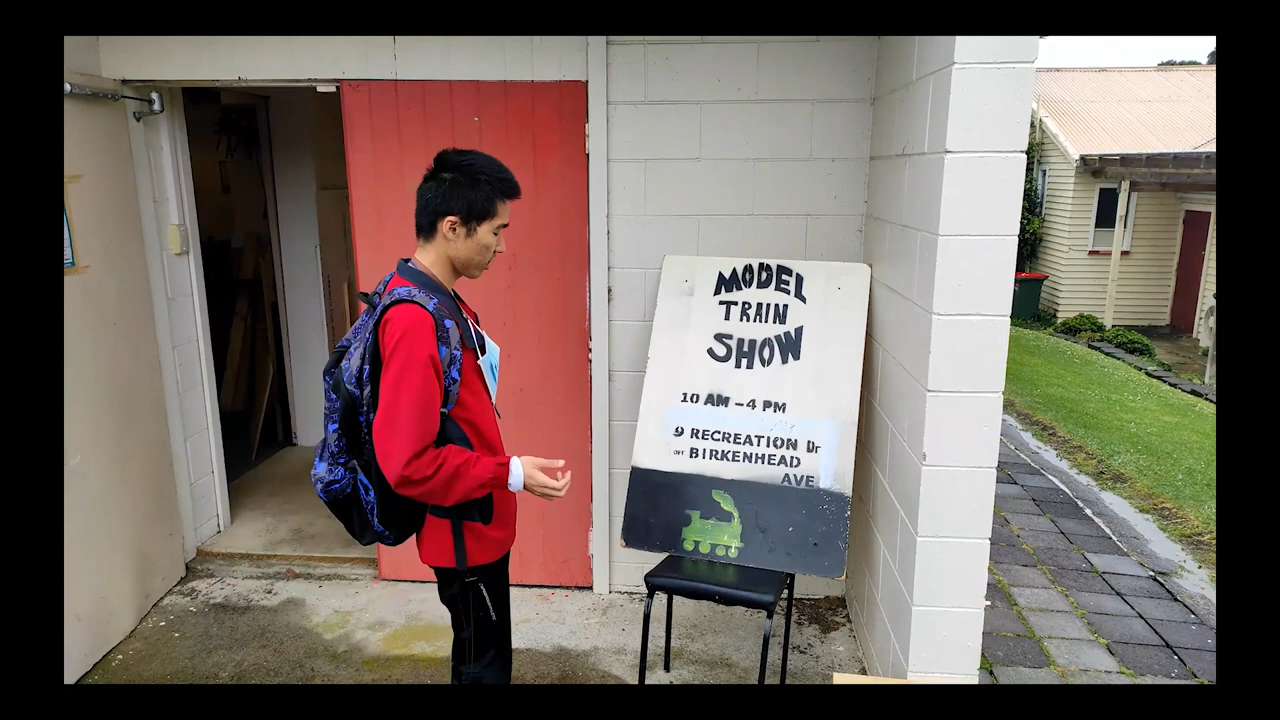 MODEL
TRAIN
SHOW
10 AM - 4 PM
9 RECREATION Dr
OFF BIRKENHEAD
AVE